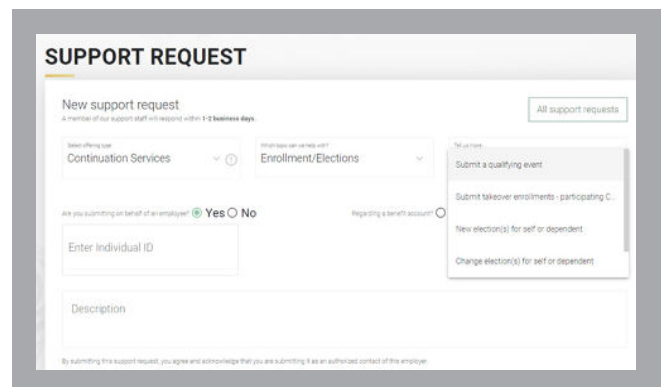 SUPPORT REQUEST
New support request
A member of our support staff will respond within 1-2 business days.
All support requests
Select offering type
Continuation Services
Which topic can we help with?
Enrollment/Elections
Tell us more
Submit a qualifying event
Submit takeover enrollments - participating C...
New election(s) for self or dependent
Change election(s) for self or dependent
Are you submitting on behalf of an employer? Yes No
Regarding a benefit account?
Enter Individual ID
Description
By submitting this support request, you agree and acknowledge that you are submitting it as an authorized contact of this employer.